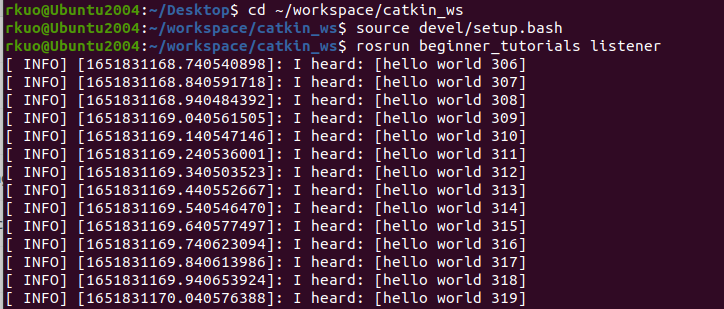 rkuo@Ubuntu2004:~/Desktop$ cd ~/workspace/catkin_ws
rkuo@Ubuntu2004:~/workspace/catkin_ws$ source devel/setup.bash
rkuo@Ubuntu2004:~/workspace/catkin_ws$ rosrun beginner_tutorials listener
[ INFO] [1651831168.740540898]: I heard: [hello world 306]
[ INFO] [1651831168.840591718]: I heard: [hello world 307]
[ INFO] [1651831168.940484392]: I heard: [hello world 308]
[ INFO] [1651831169.040561505]: I heard: [hello world 309]
[ INFO] [1651831169.140547146]: I heard: [hello world 310]
[ INFO] [1651831169.240536001]: I heard: [hello world 311]
[ INFO] [1651831169.340503523]: I heard: [hello world 312]
[ INFO] [1651831169.440552667]: I heard: [hello world 313]
[ INFO] [1651831169.540546470]: I heard: [hello world 314]
[ INFO] [1651831169.640577497]: I heard: [hello world 315]
[ INFO] [1651831169.740623094]: I heard: [hello world 316]
[ INFO] [1651831169.840613986]: I heard: [hello world 317]
[ INFO] [1651831169.940653924]: I heard: [hello world 318]
[ INFO] [1651831170.040576388]: I heard: [hello world 319]